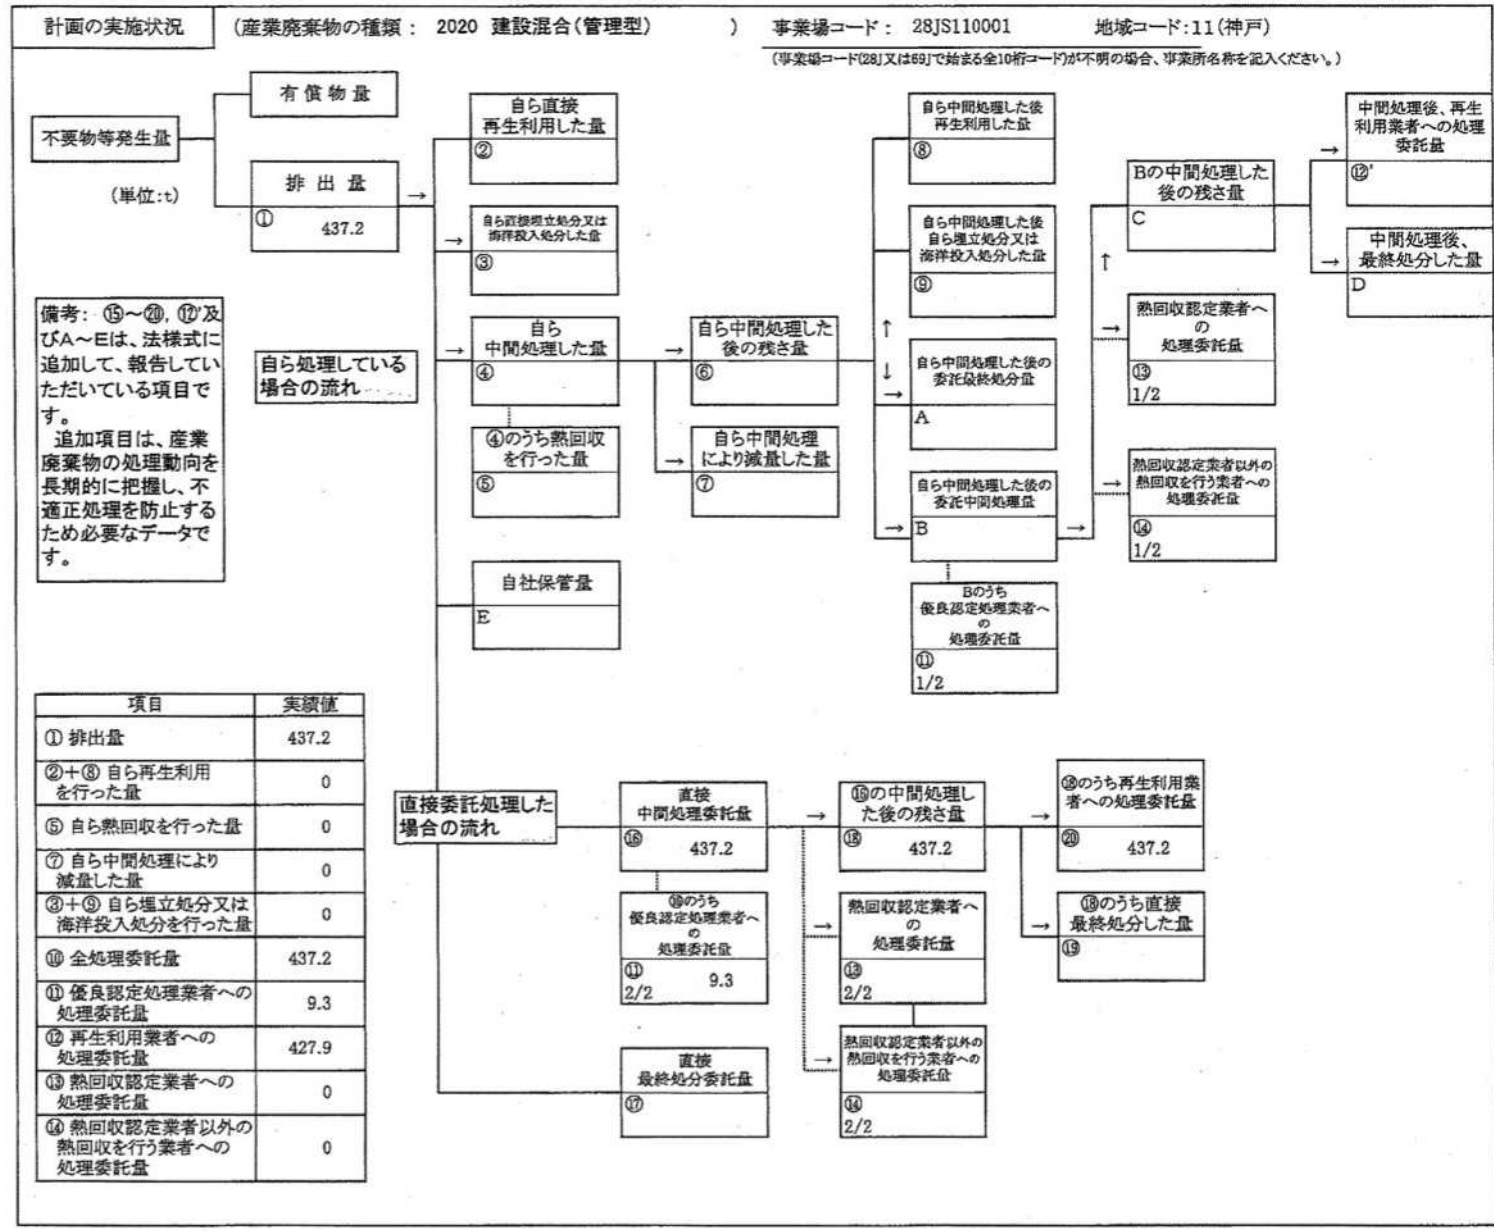 計画の実施状況 (産業廃棄物の種類： 2020 建設混合(管理型) ) 事業場コード： 28JS110001 地域コード：11(神戸)
(事業場コード(「28」又は「69」で始まる全10桁コード)が不明の場合、事業所名称を記入ください。)
不要物等発生量
(単位：t)
有償物量
排出量
① 437.2
→
自ら直接
再生利用した量
②
→
自ら直接埋立処分又は
海洋投入処分した量
③
→
自ら
中間処理した量
④
④のうち熱回収
を行った量
⑤
→
自ら中間処理した
後の残さ量
⑥
→
自ら中間処理
により減量した量
⑦
自ら中間処理した後
再生利用した量
⑧
自ら中間処理した後
自ら埋立処分又は
海洋投入処分した量
⑨
↑
↓
→
自ら中間処理した後の
委託最終処分量
A
→
自ら中間処理した後の
委託中間処理量
B
→
Bのうち
優良認定処理業者へ
の
処理委託量
⑪
1/2
↑
Bの中間処理した
後の残さ量
C
→
中間処理後、再生
利用業者への処理
委託量
⑫'
→
中間処理後、
最終処分した量
D
→
熱回収認定業者へ
の
処理委託量
⑬
1/2
→
熱回収認定業者以外の
熱回収を行う業者への
処理委託量
⑭
1/2
備考： ⑮～⑳, ⑫'及
びA～Eは、法様式に
追加して、報告してい
ただいている項目で
す。
追加項目は、産業
廃棄物の処理動向を
長期的に把握し、不
適正処理を防止する
ため必要なデータで
す。
自ら処理している
場合の流れ
自社保管量
E
項目 実績値
① 排出量 437.2
②+⑧ 自ら再生利用
を行った量 0
⑤ 自ら熱回収を行った量 0
⑦ 自ら中間処理により
減量した量 0
③+⑨ 自ら埋立処分又は
海洋投入処分を行った量 0
⑩ 全処理委託量 437.2
⑪ 優良認定処理業者への
処理委託量 9.3
⑫ 再生利用業者への
処理委託量 427.9
⑬ 熱回収認定業者への
処理委託量 0
⑭ 熱回収認定業者以外の
熱回収を行う業者への
処理委託量 0
直接委託処理した
場合の流れ
直接
中間処理委託量
⑯ 437.2
⑯のうち
優良認定処理業者へ
の
処理委託量
⑪ 9.3
2/2
直接
最終処分委託量
⑰
→
⑯の中間処理し
た後の残さ量
⑱ 437.2
→
熱回収認定業者へ
の
処理委託量
⑬
2/2
→
熱回収認定業者以外の
熱回収を行う業者への
処理委託量
⑭
2/2
→
⑱のうち再生利用業
者への処理委託量
⑳ 437.2
→
⑱のうち直接
最終処分した量
⑲